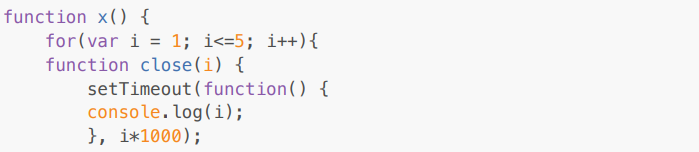 function x() {
for(var i = 1; i<=5; i++){
function close(i) {
setTimeout(function() {
console.log(i);
}, i*1000);